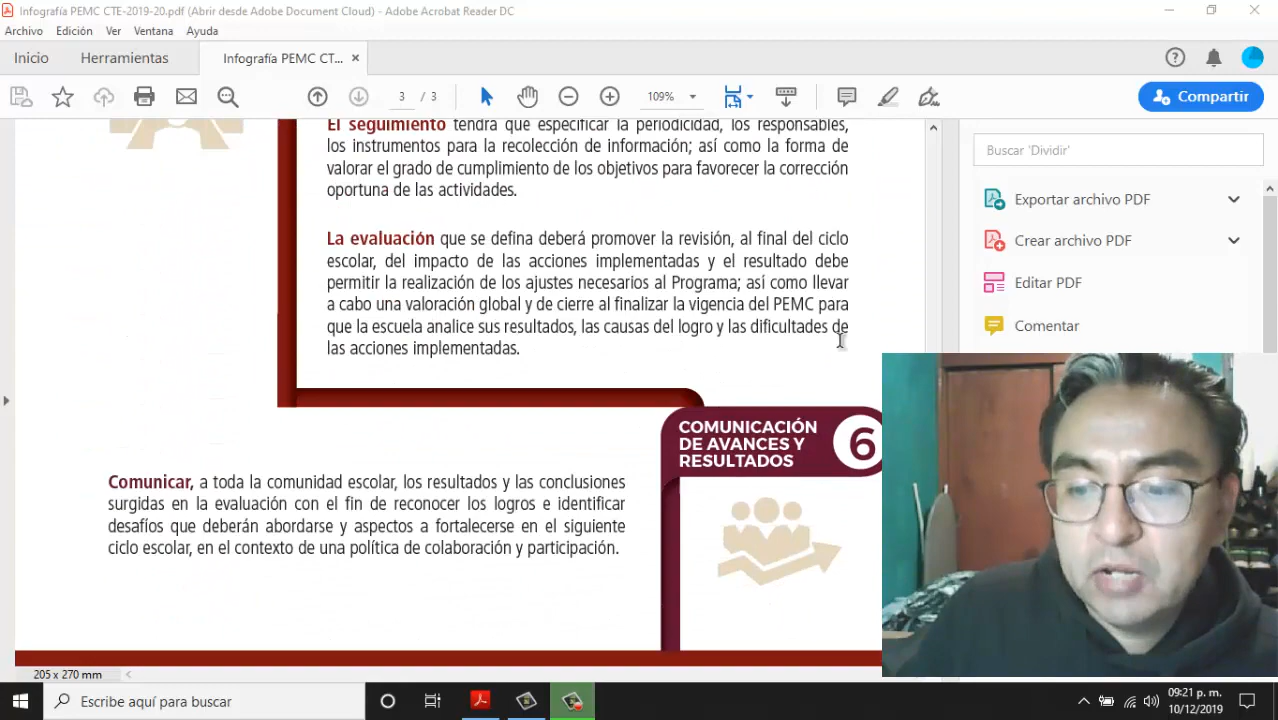 Infografía PEMC CTE-2019-20.pdf (Abrir desde Adobe Document Cloud) - Adobe Acrobat Reader DC
Archivo Edición Ver Ventana Ayuda
Inicio Herramientas Infografía PEMC CT... ×
3 / 3 109% Compartir
El seguimiento tendrá que especificar la periodicidad, los responsables,
los instrumentos para la recolección de información; así como la forma de
valorar el grado de cumplimiento de los objetivos para favorecer la corrección
oportuna de las actividades.
La evaluación que se defina deberá promover la revisión, al final del ciclo
escolar, del impacto de las acciones implementadas y el resultado debe
permitir la realización de los ajustes necesarios al Programa; así como llevar
a cabo una valoración global y de cierre al finalizar la vigencia del PEMC para
que la escuela analice sus resultados, las causas del logro y las dificultades de
las acciones implementadas.
COMUNICACIÓN
DE AVANCES Y
RESULTADOS
6
Comunicar, a toda la comunidad escolar, los resultados y las conclusiones
surgidas en la evaluación con el fin de reconocer los logros e identificar
desafíos que deberán abordarse y aspectos a fortalecerse en el siguiente
ciclo escolar, en el contexto de una política de colaboración y participación.
205 x 270 mm
Buscar 'Dividir'
Exportar archivo PDF
Crear archivo PDF
Editar PDF
Comentar
Escribe aquí para buscar
09:21 p. m.
10/12/2019